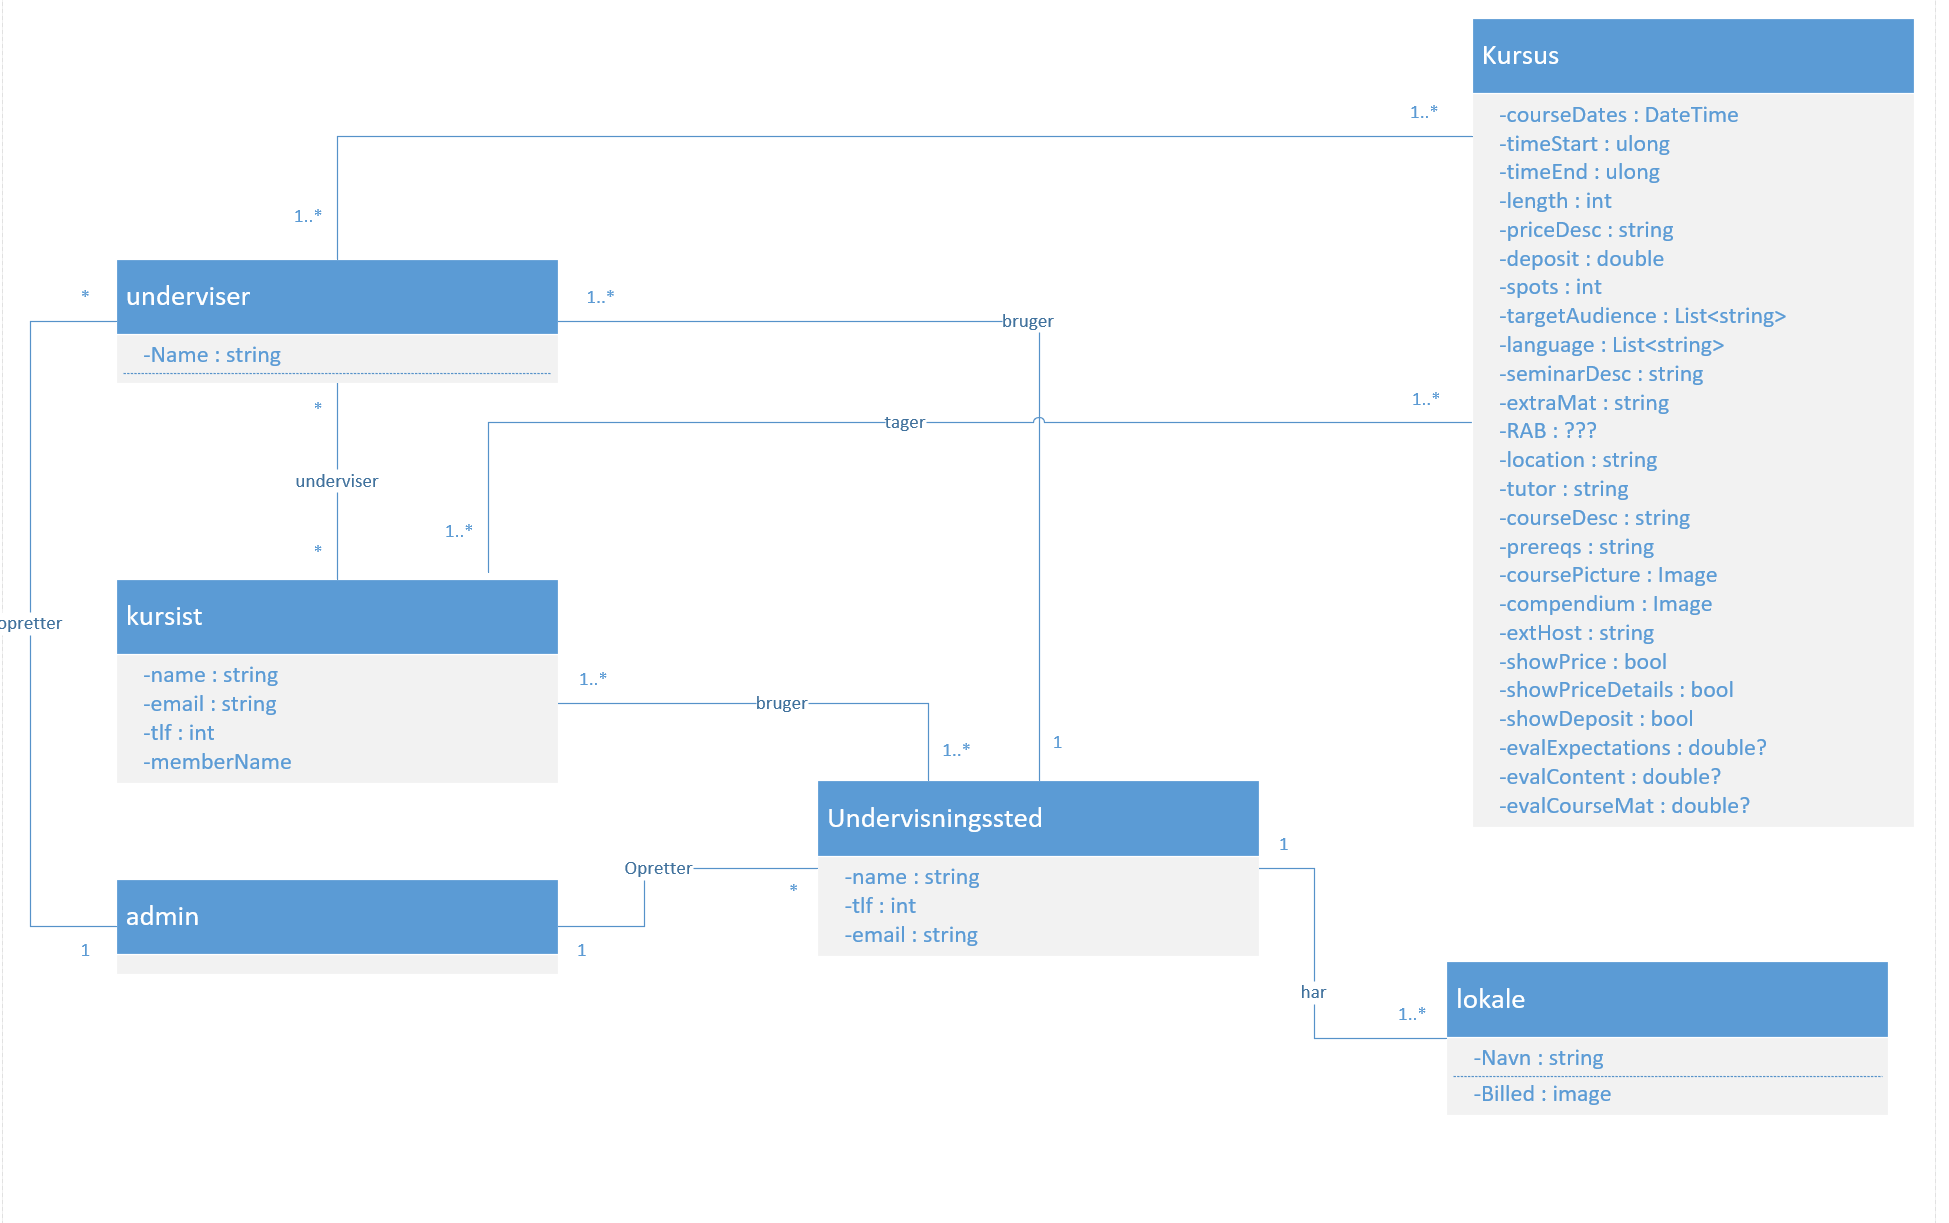 Kursus
-courseDates : DateTime
-timeStart : ulong
-timeEnd : ulong
-length : int
-priceDesc : string
-deposit : double
-spots : int
-targetAudience : List<string>
-language : List<string>
-seminarDesc : string
-extraMat : string
-RAB : ???
-location : string
-tutor : string
-courseDesc : string
-prereqs : string
-coursePicture : Image
-compendium : Image
-extHost : string
-showPrice : bool
-showPriceDetails : bool
-showDeposit : bool
-evalExpectations : double?
-evalContent : double?
-evalCourseMat : double?
1..*
1..*
*
underviser
-Name : string
1..*
bruger
1
*
underviser
*
1..*
tager
1..*
opretter
kursist
-name : string
-email : string
-tlf : int
-memberName
1..*
bruger
1..*
admin
1
1
Opretter
*
Undervisningssted
-name : string
-tlf : int
-email : string
1
har
1..*
lokale
-Navn : string
-Billed : image